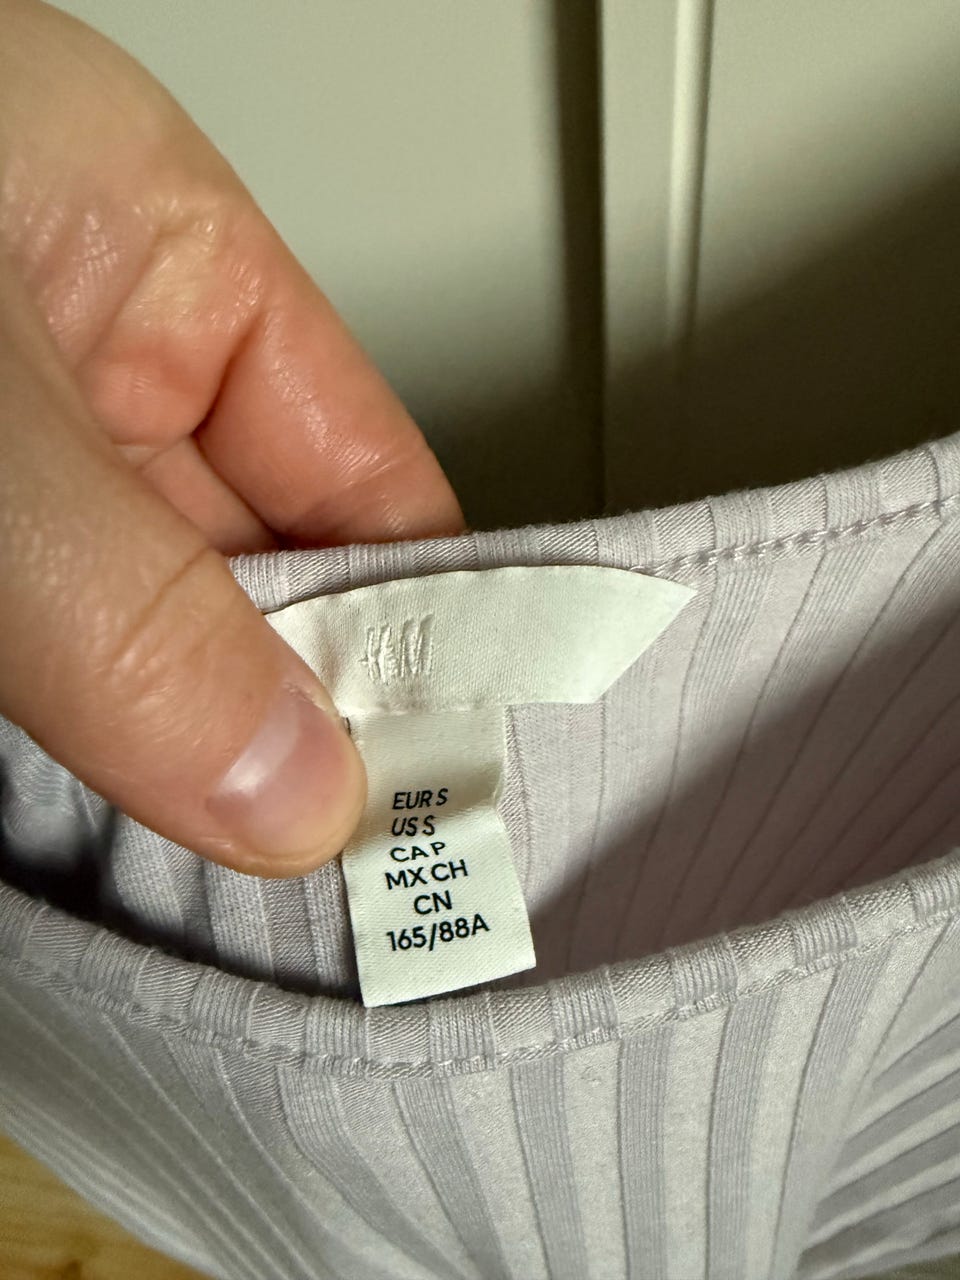 H&M
EUR S
US S
CA P
MX CH
CN
165/88A